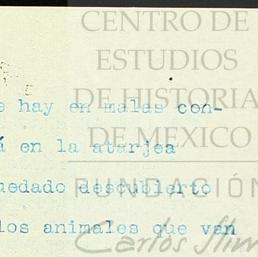 CENTRO DE
ESTUDIOS
DE HISTORIA
DE MEXICO
FUNDACIÓN
Carlos Slim
e hay en malas con-
á en la atarjea
uedado descubierto
los animales que van